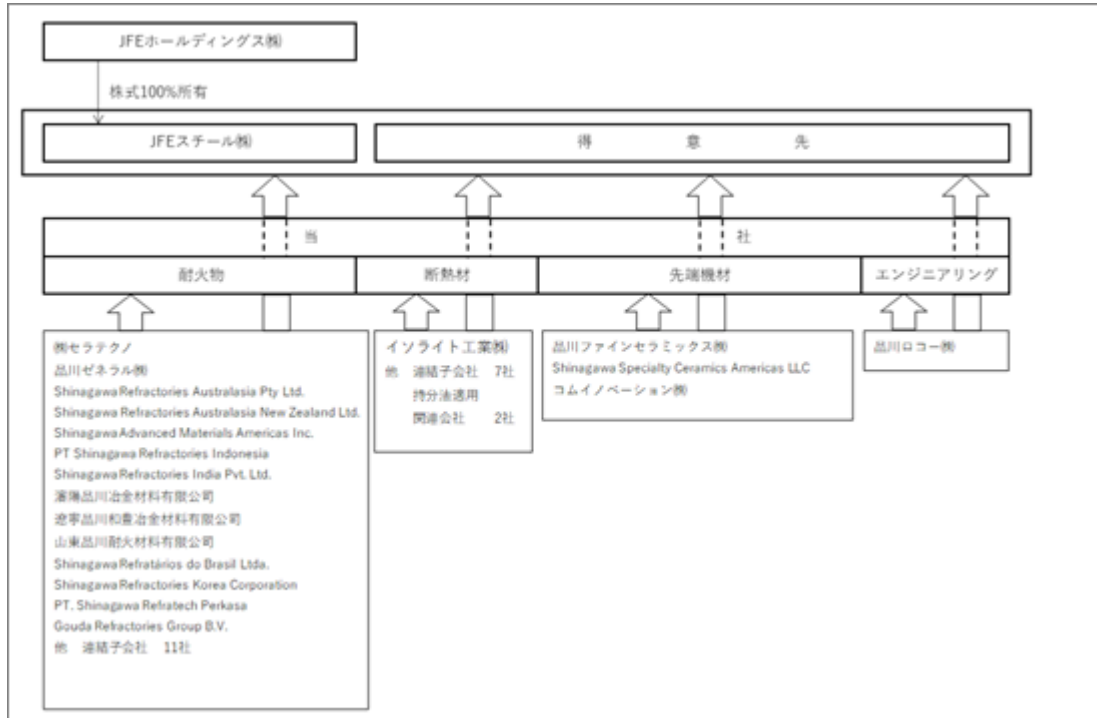 JFEホールディングス㈱
株式100%所有
JFEスチール㈱
得意先
当社
耐火物
断熱材
先端機材
エンジニアリング
㈱セラテクノ
品川ゼネラル㈱
Shinagawa Refractories Australasia Pty Ltd.
Shinagawa Refractories Australasia New Zealand Ltd.
Shinagawa Advanced Materials Americas Inc.
PT Shinagawa Refractories Indonesia
Shinagawa Refractories India Pvt. Ltd.
瀋陽品川冶金材料有限公司
遼寧品川和豊冶金材料有限公司
山東品川耐火材料有限公司
Shinagawa Refratários do Brasil Ltda.
Shinagawa Refractories Korea Corporation
PT. Shinagawa Refratech Perkasa
Gouda Refractories Group B.V.
他 連結子会社 11社
イソライト工業㈱
他 連結子会社 7社
持分法適用
関連会社 2社
品川ファインセラミックス㈱
Shinagawa Specialty Ceramics Americas LLC
コムイノベーション㈱
品川ロコー㈱